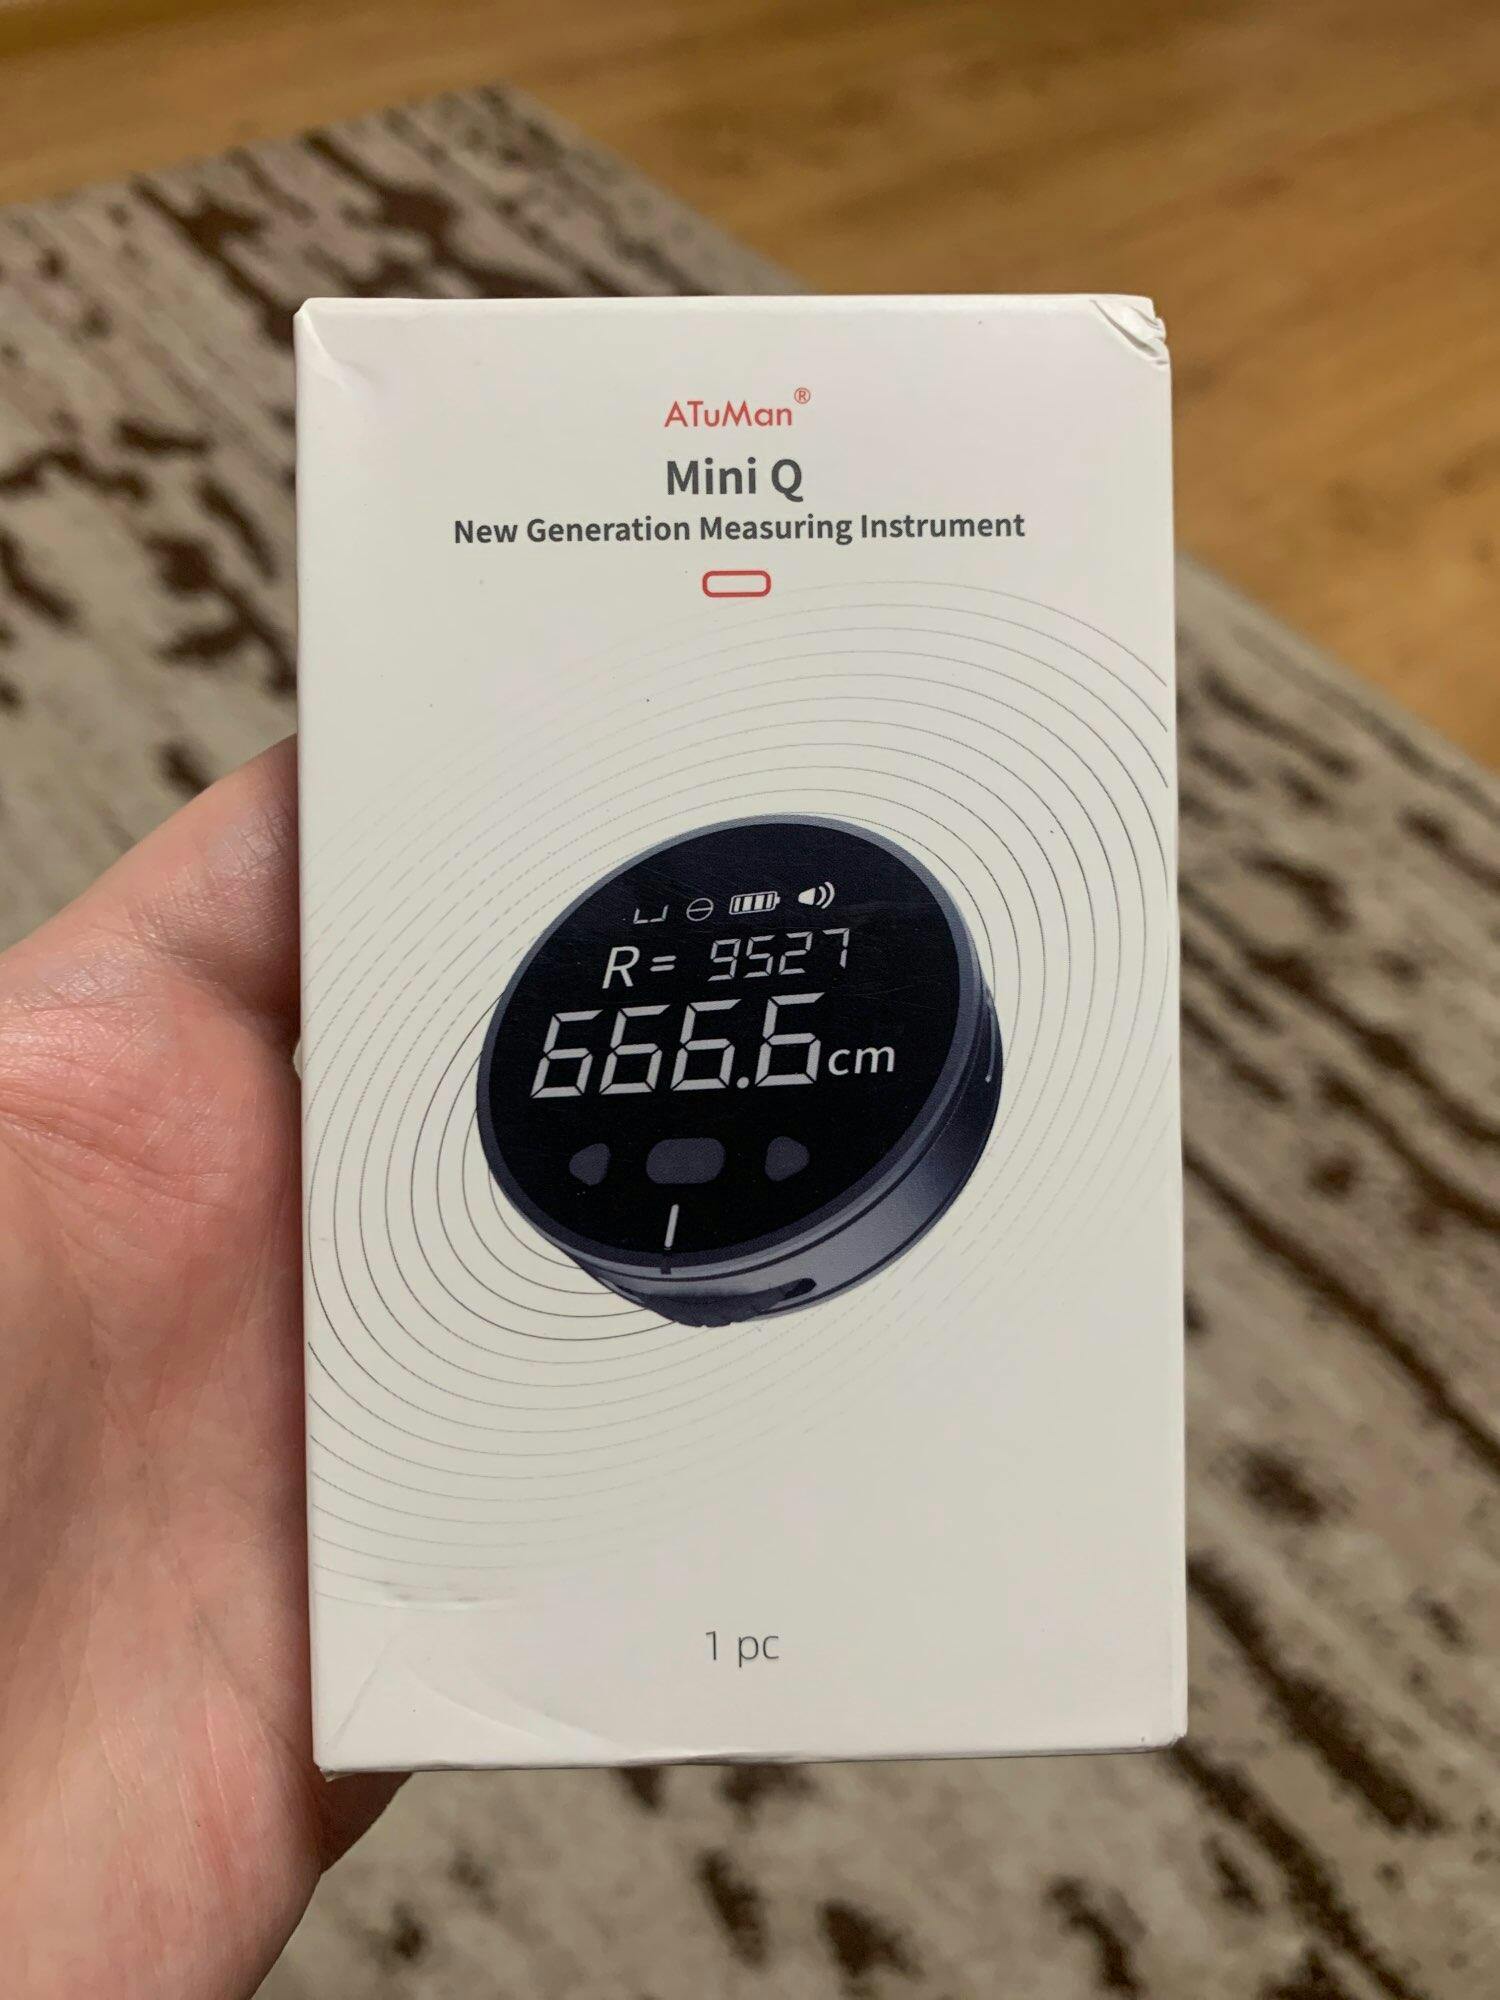 ATuMan®
Mini Q
New Generation Measuring Instrument
R= 9527
666.6cm
1 pc